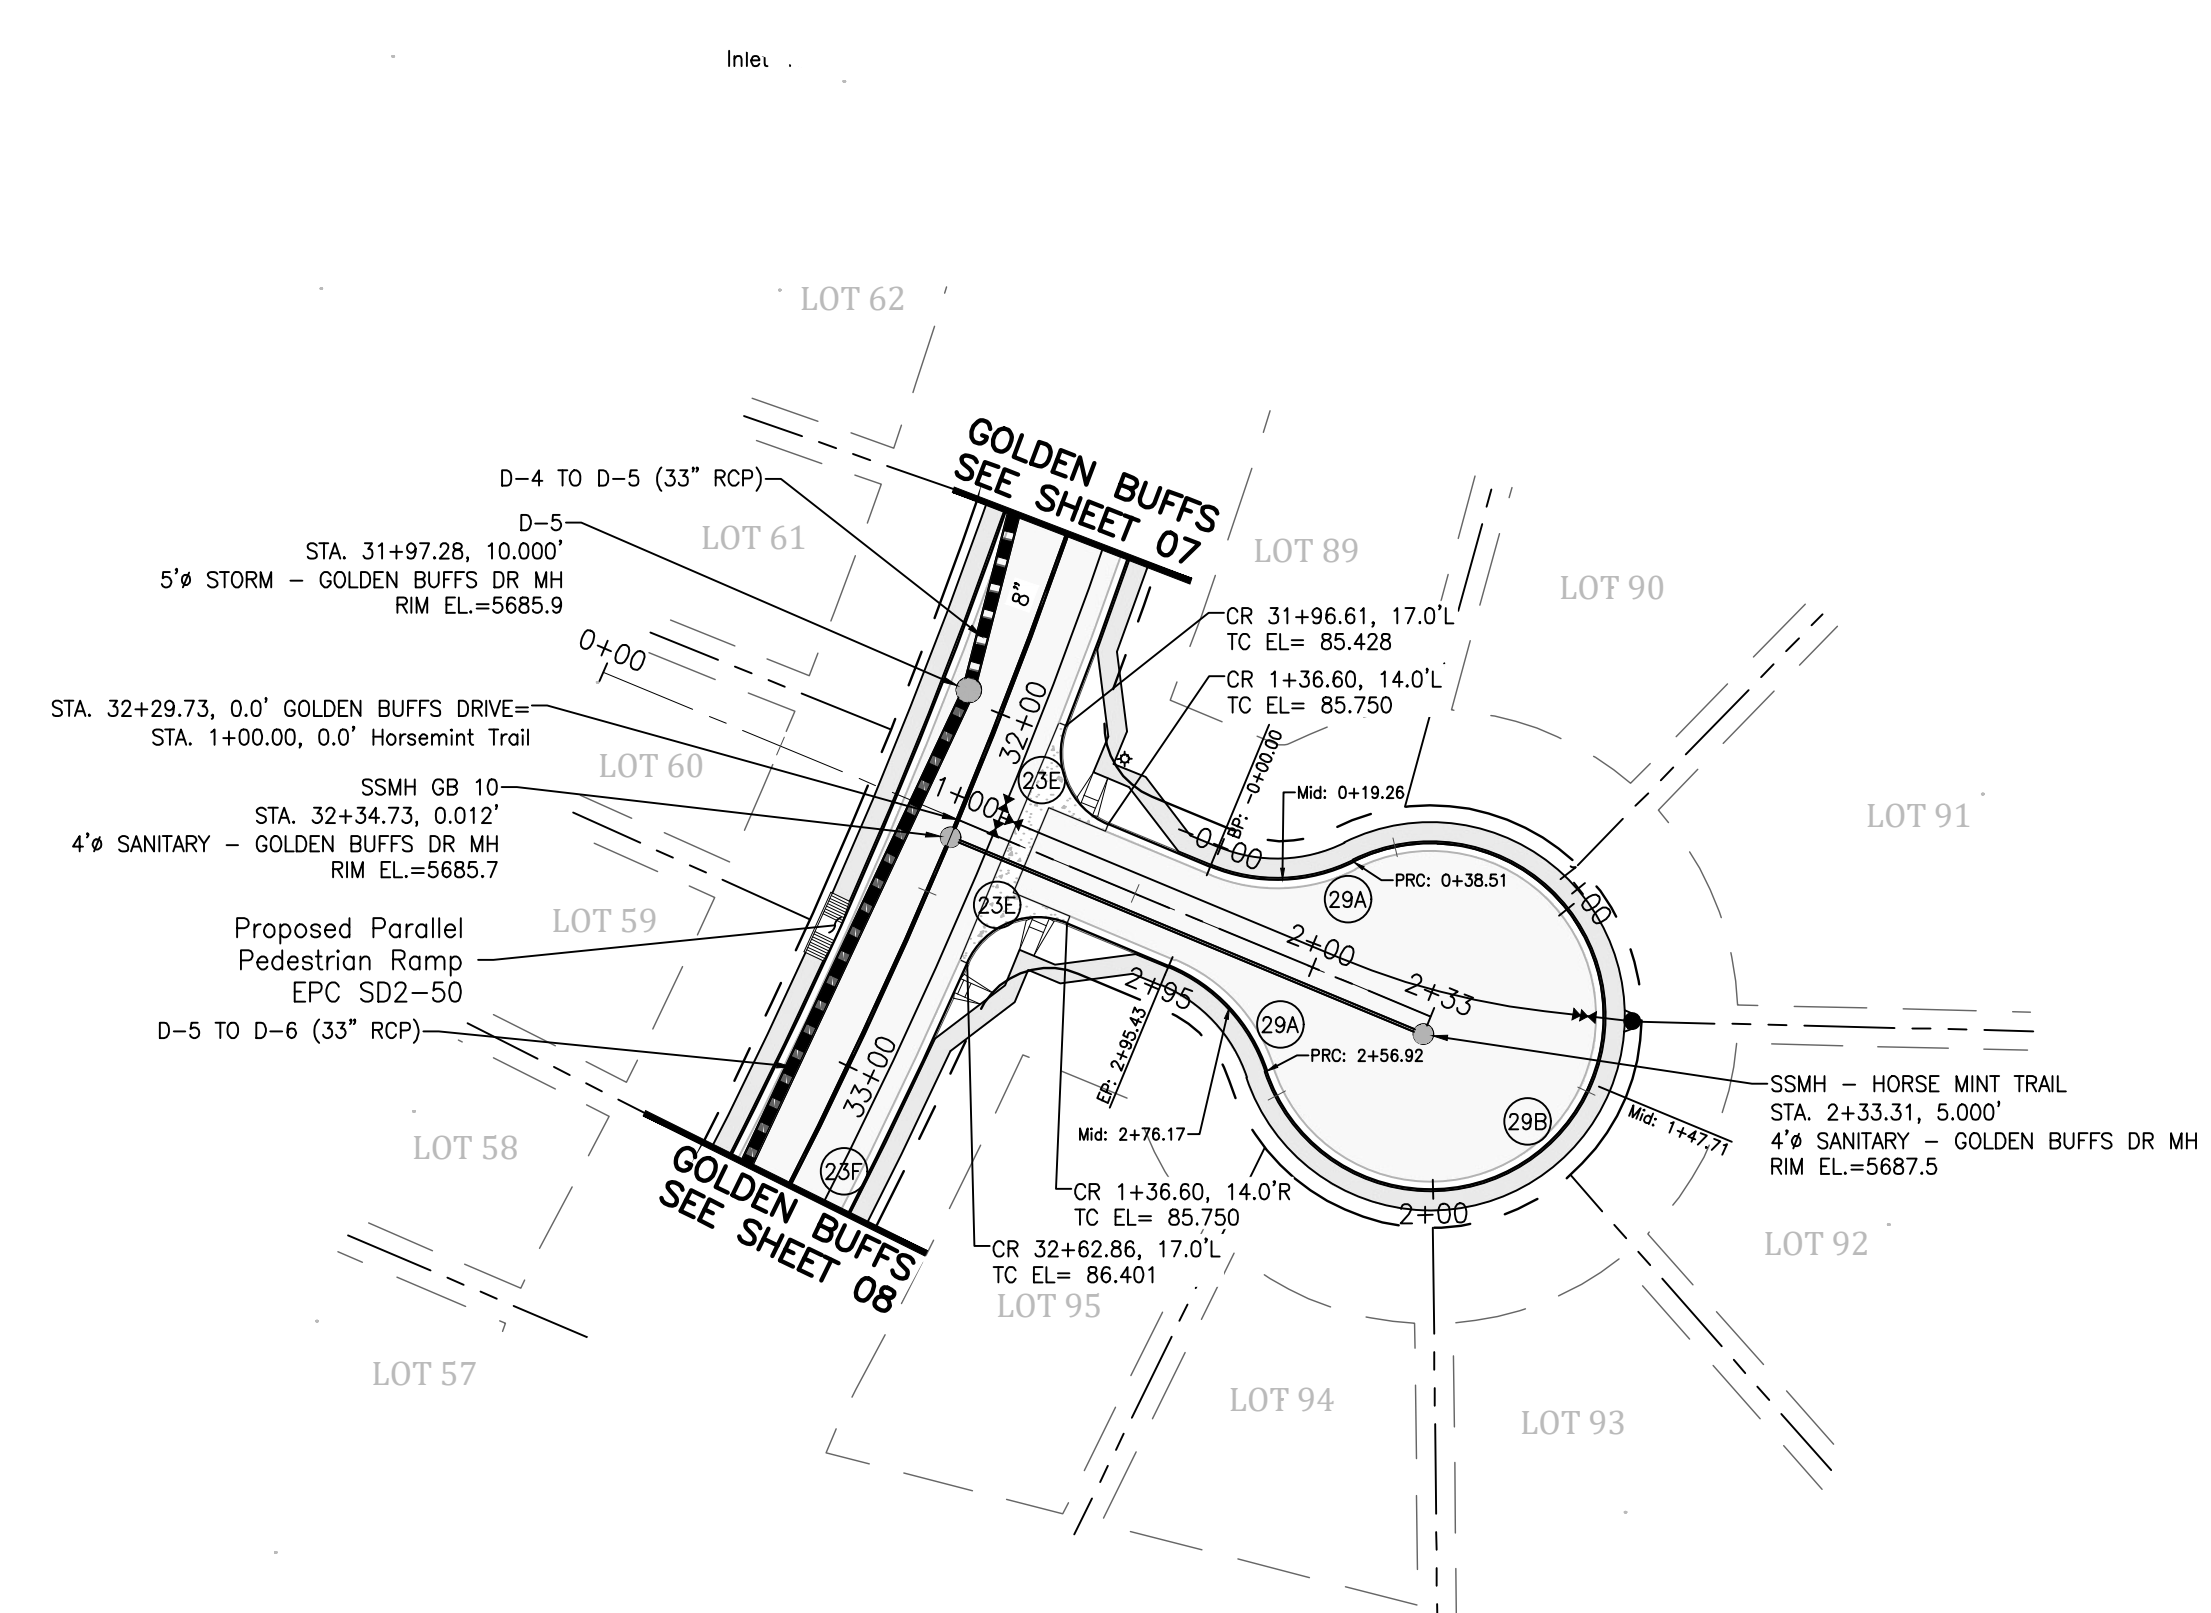 LOT 62
GOLDEN BUFFS
SEE SHEET 07
D-4 TO D-5 (33" RCP)
D-5
STA. 31+97.28, 10.000'
5'ø STORM - GOLDEN BUFFS DR MH
RIM EL.=5685.9
LOT 61
8"
LOT 89
LOT 90
CR 31+96.61, 17.0'L
TC EL= 85.428
CR 1+36.60, 14.0'L
TC EL= 85.750
0+00
STA. 32+29.73, 0.0' GOLDEN BUFFS DRIVE=
STA. 1+00.00, 0.0' Horsemint Trail
LOT 60
32+00
23E
1+00
SSMH GB 10
STA. 32+34.73, 0.012'
4'ø SANITARY - GOLDEN BUFFS DR MH
RIM EL.=5685.7
BP: -0+00.00
-0+00
Mid: 0+19.26
PRC: 0+38.51
29A
1+00
LOT 91
LOT 59
23E
Proposed Parallel
Pedestrian Ramp
EPC SD2-50
D-5 TO D-6 (33" RCP)
2+00
2+33
2+95
EP: 2+95.43
29A
PRC: 2+56.92
Mid: 2+76.17
33+00
23F
29B
Mid: 1+47.71
SSMH - HORSE MINT TRAIL
STA. 2+33.31, 5.000'
4'ø SANITARY - GOLDEN BUFFS DR MH
RIM EL.=5687.5
LOT 58
GOLDEN BUFFS
SEE SHEET 08
CR 1+36.60, 14.0'R
TC EL= 85.750
CR 32+62.86, 17.0'L
TC EL= 86.401
2+00
LOT 92
LOT 95
LOT 57
LOT 94
LOT 93